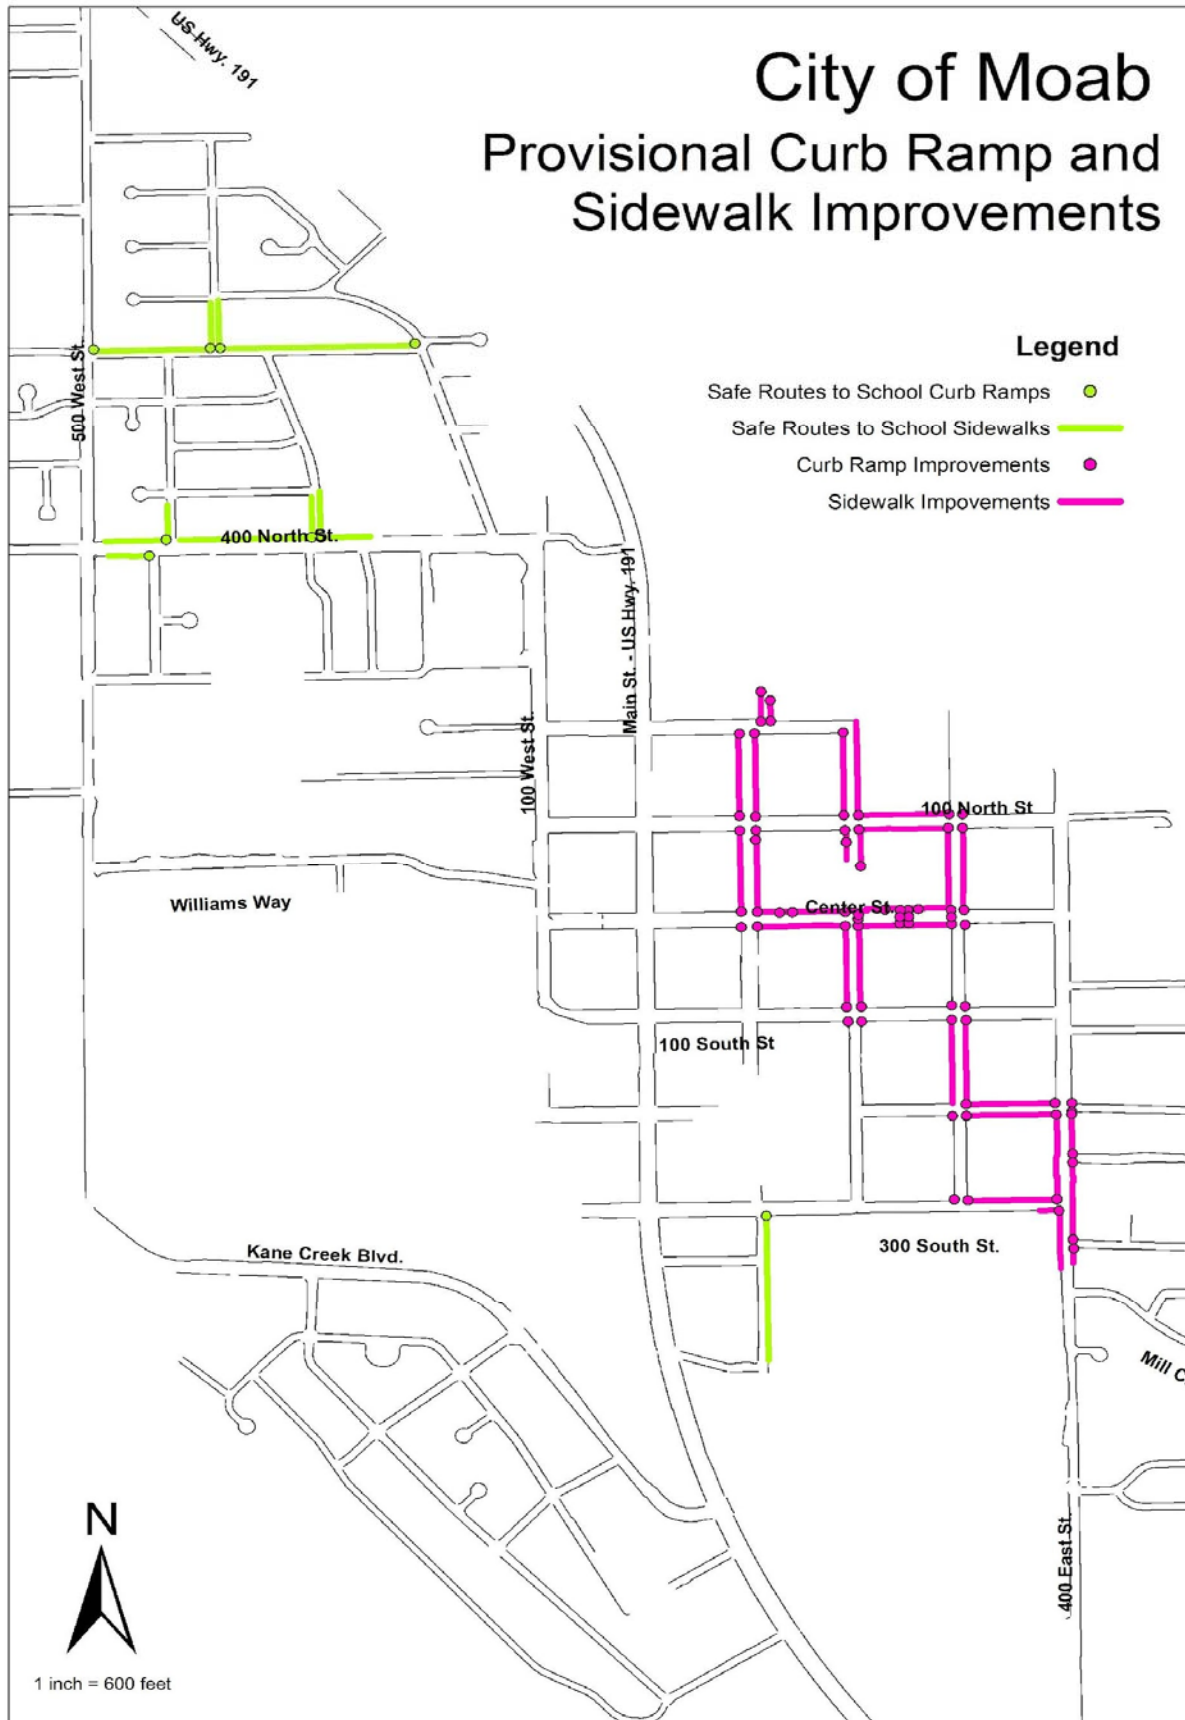 US Hwy. 191
City of Moab
Provisional Curb Ramp and
Sidewalk Improvements
Legend
Safe Routes to School Curb Ramps
Safe Routes to School Sidewalks
Curb Ramp Improvements
Sidewalk Impovements
500 West St.
400 North St.
Main St. - US Hwy. 191
100 West St.
100 North St
Williams Way
Center St.
100 South St
300 South St.
Kane Creek Blvd.
Mill C
400 East St.
N
1 inch = 600 feet